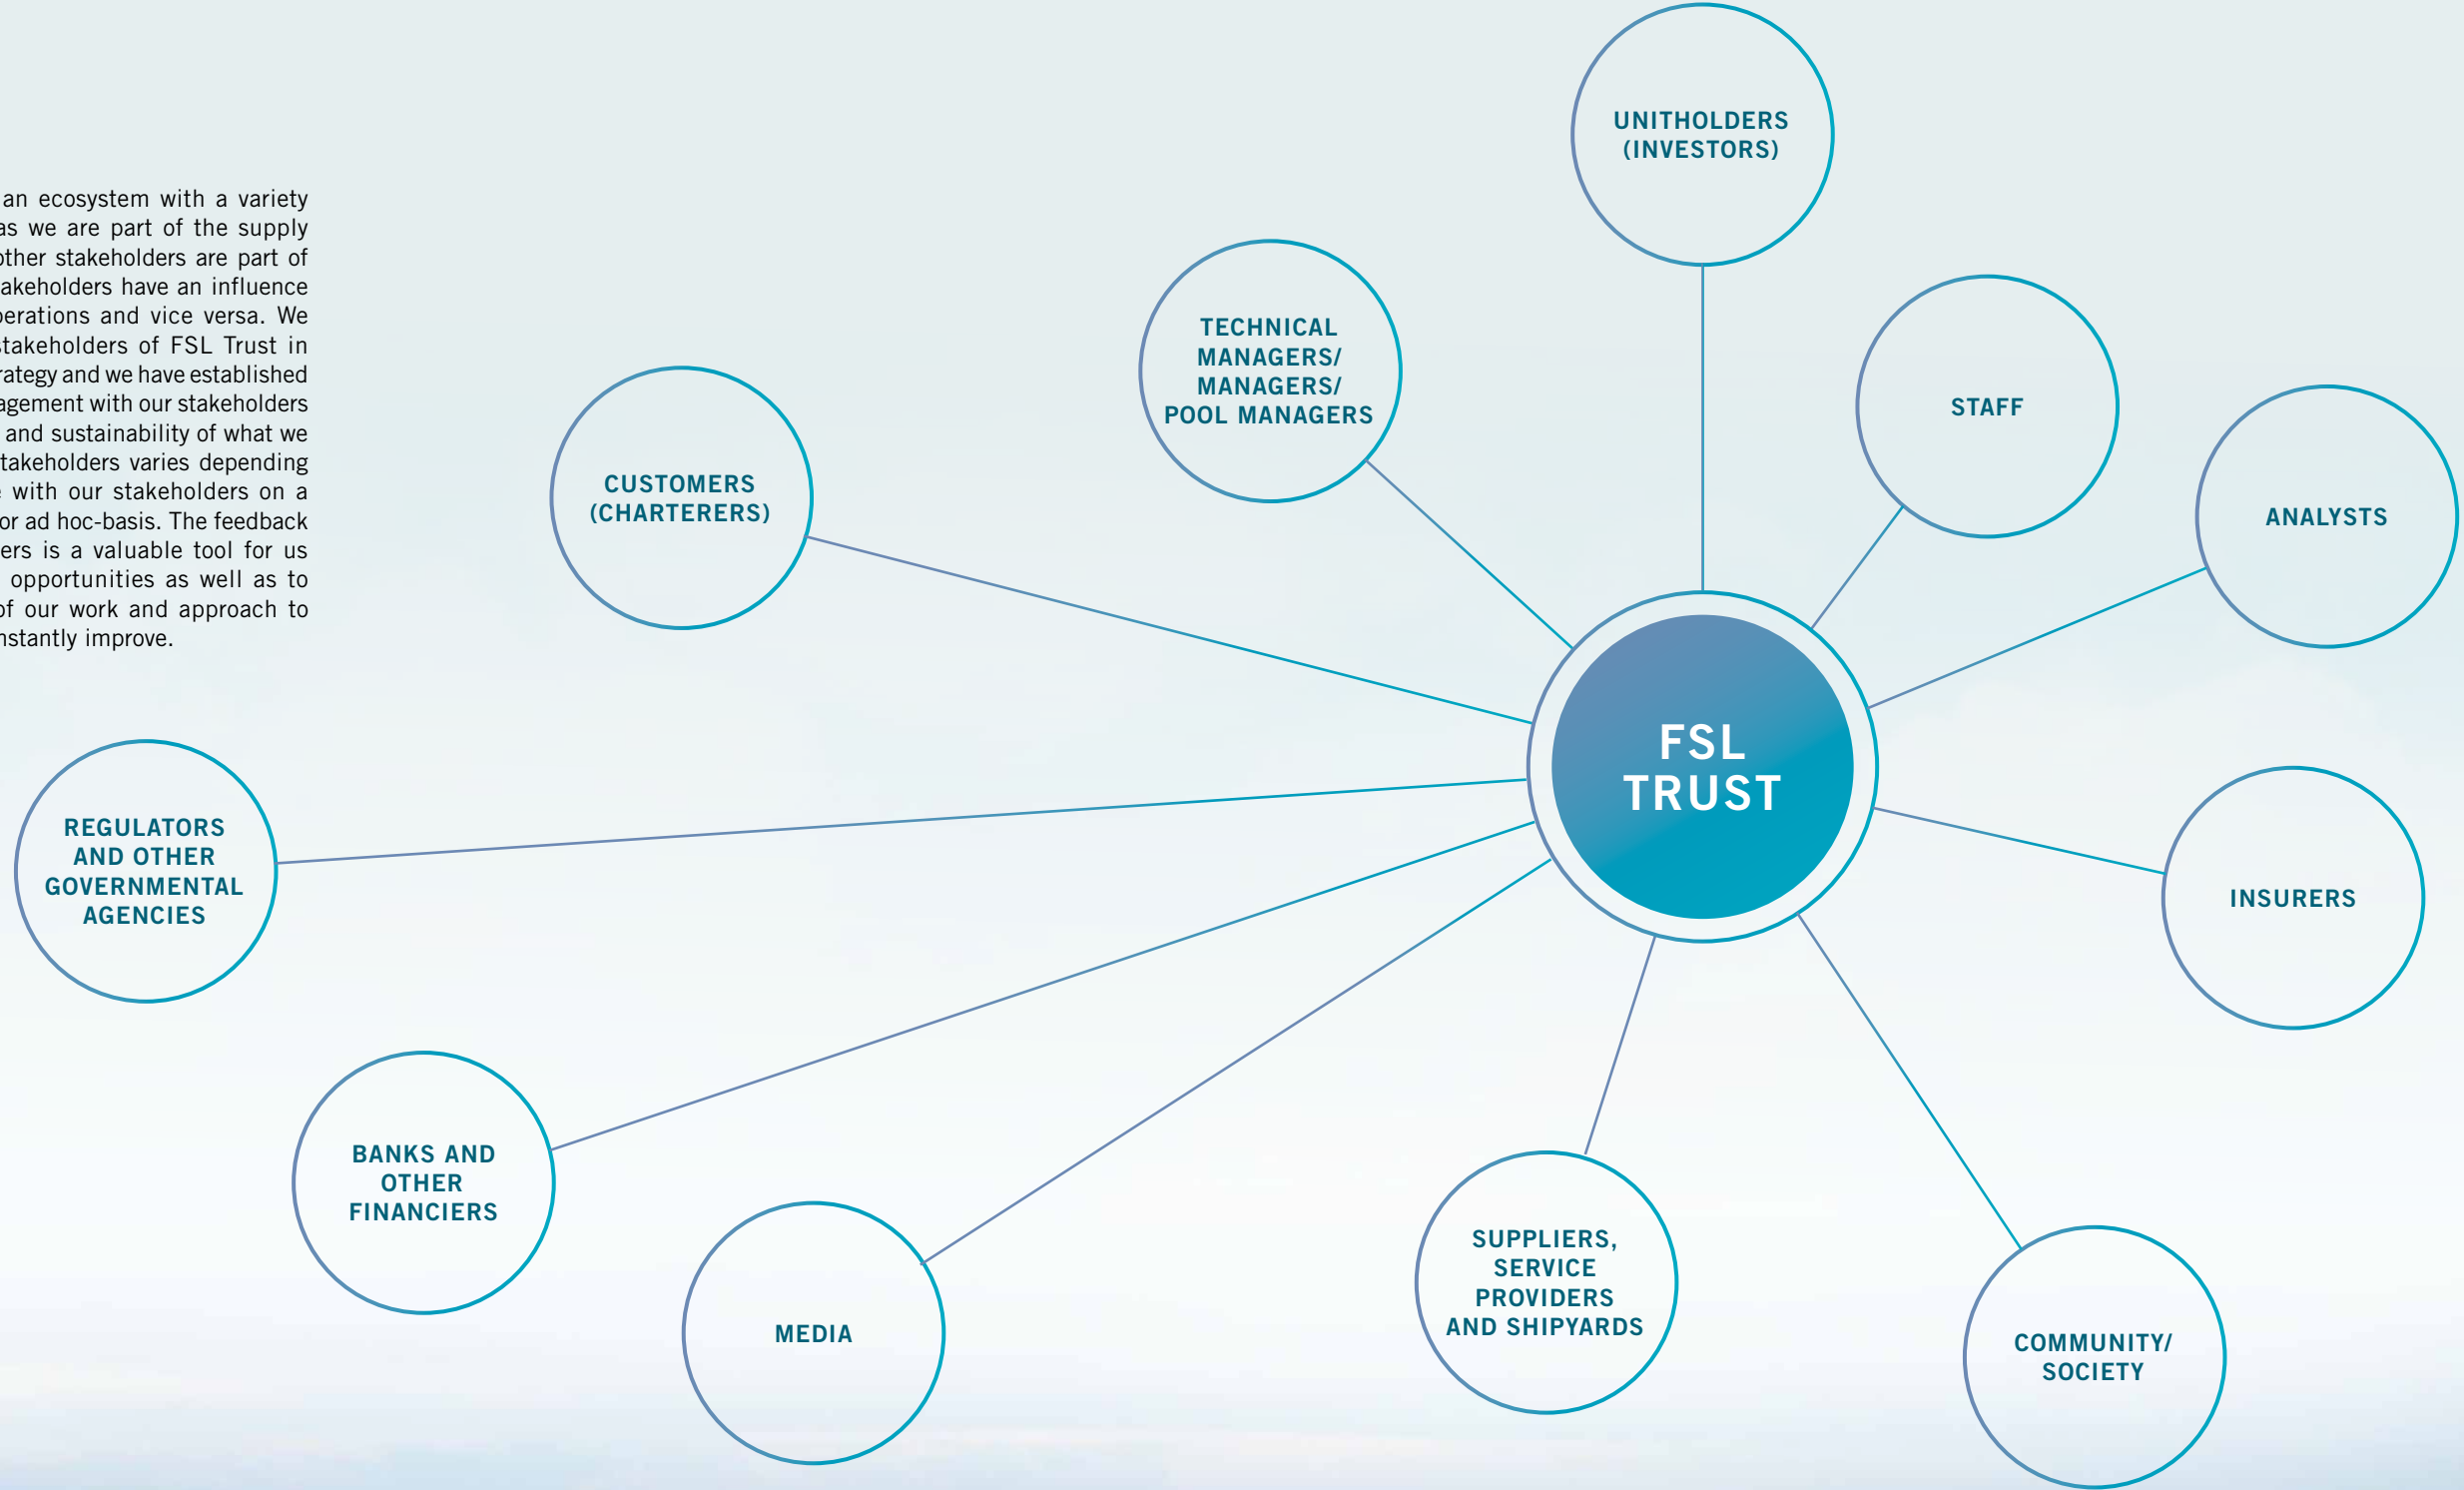 an ecosystem with a variety
as we are part of the supply
other stakeholders are part of
takeholders have an influence
perations and vice versa. We
stakeholders of FSL Trust in
rategy and we have established
agement with our stakeholders
and sustainability of what we
takeholders varies depending
e with our stakeholders on a
or ad hoc-basis. The feedback
ers is a valuable tool for us
opportunities as well as to
of our work and approach to
nstantly improve.
UNITHOLDERS
(INVESTORS)
TECHNICAL
MANAGERS/
MANAGERS/
POOL MANAGERS
STAFF
CUSTOMERS
(CHARTERERS)
ANALYSTS
FSL
TRUST
REGULATORS
AND OTHER
GOVERNMENTAL
AGENCIES
INSURERS
BANKS AND
OTHER
FINANCIERS
MEDIA
SUPPLIERS,
SERVICE
PROVIDERS
AND SHIPYARDS
COMMUNITY/
SOCIETY